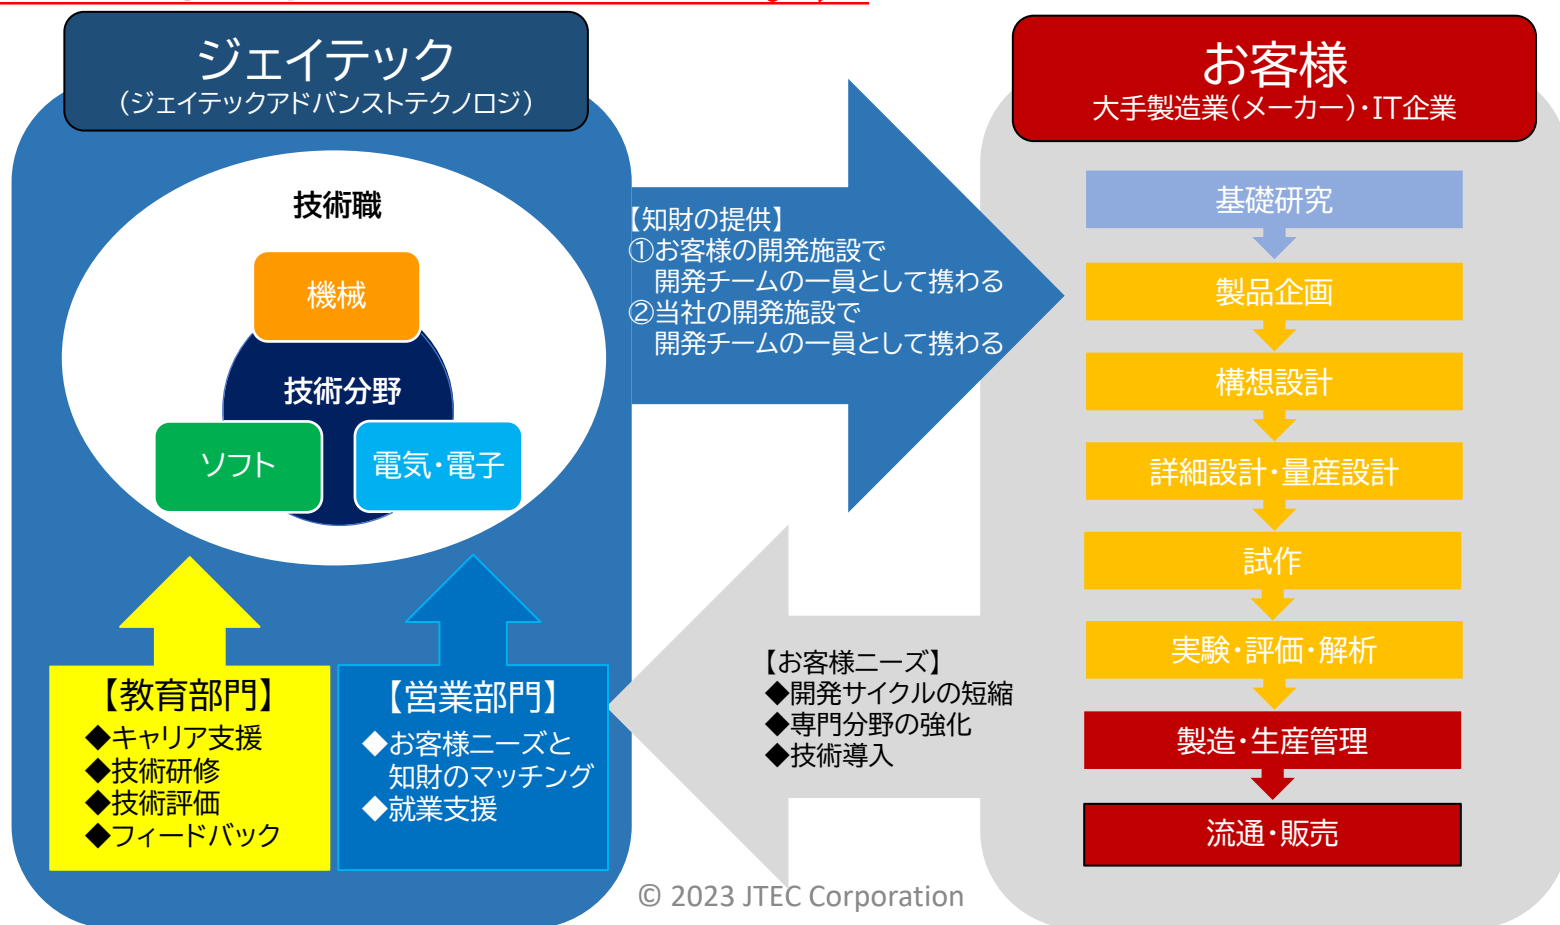 ジェイテック
（ジェイテックアドバンストテクノロジ）
技術職
機械
技術分野
ソフト
電気・電子
【教育部門】
◆キャリア支援
◆技術研修
◆技術評価
◆フィードバック
【営業部門】
◆お客様ニーズと
知財のマッチング
◆就業支援
【知財の提供】
①お客様の開発施設で
開発チームの一員として携わる
②当社の開発施設で
開発チームの一員として携わる
【お客様ニーズ】
◆開発サイクルの短縮
◆専門分野の強化
◆技術導入
お客様
大手製造業（メーカー）・IT企業
基礎研究
製品企画
構想設計
詳細設計・量産設計
試作
実験・評価・解析
製造・生産管理
流通・販売
© 2023 JTEC Corporation